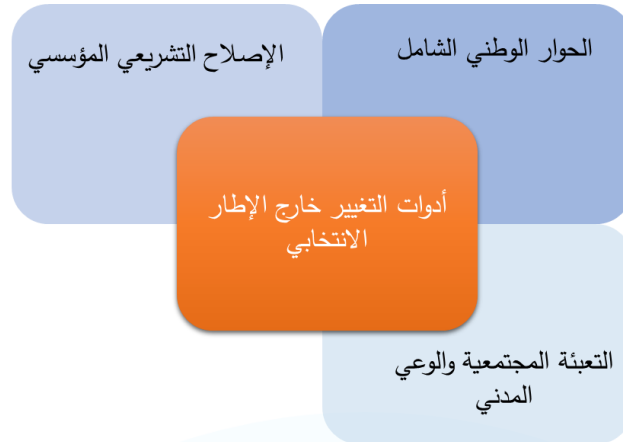 الحوار الوطني الشامل
الإصلاح التشريعي المؤسسي
أدوات التغيير خارج الإطار
الانتخابي
التعبئة المجتمعية والوعي
المدني